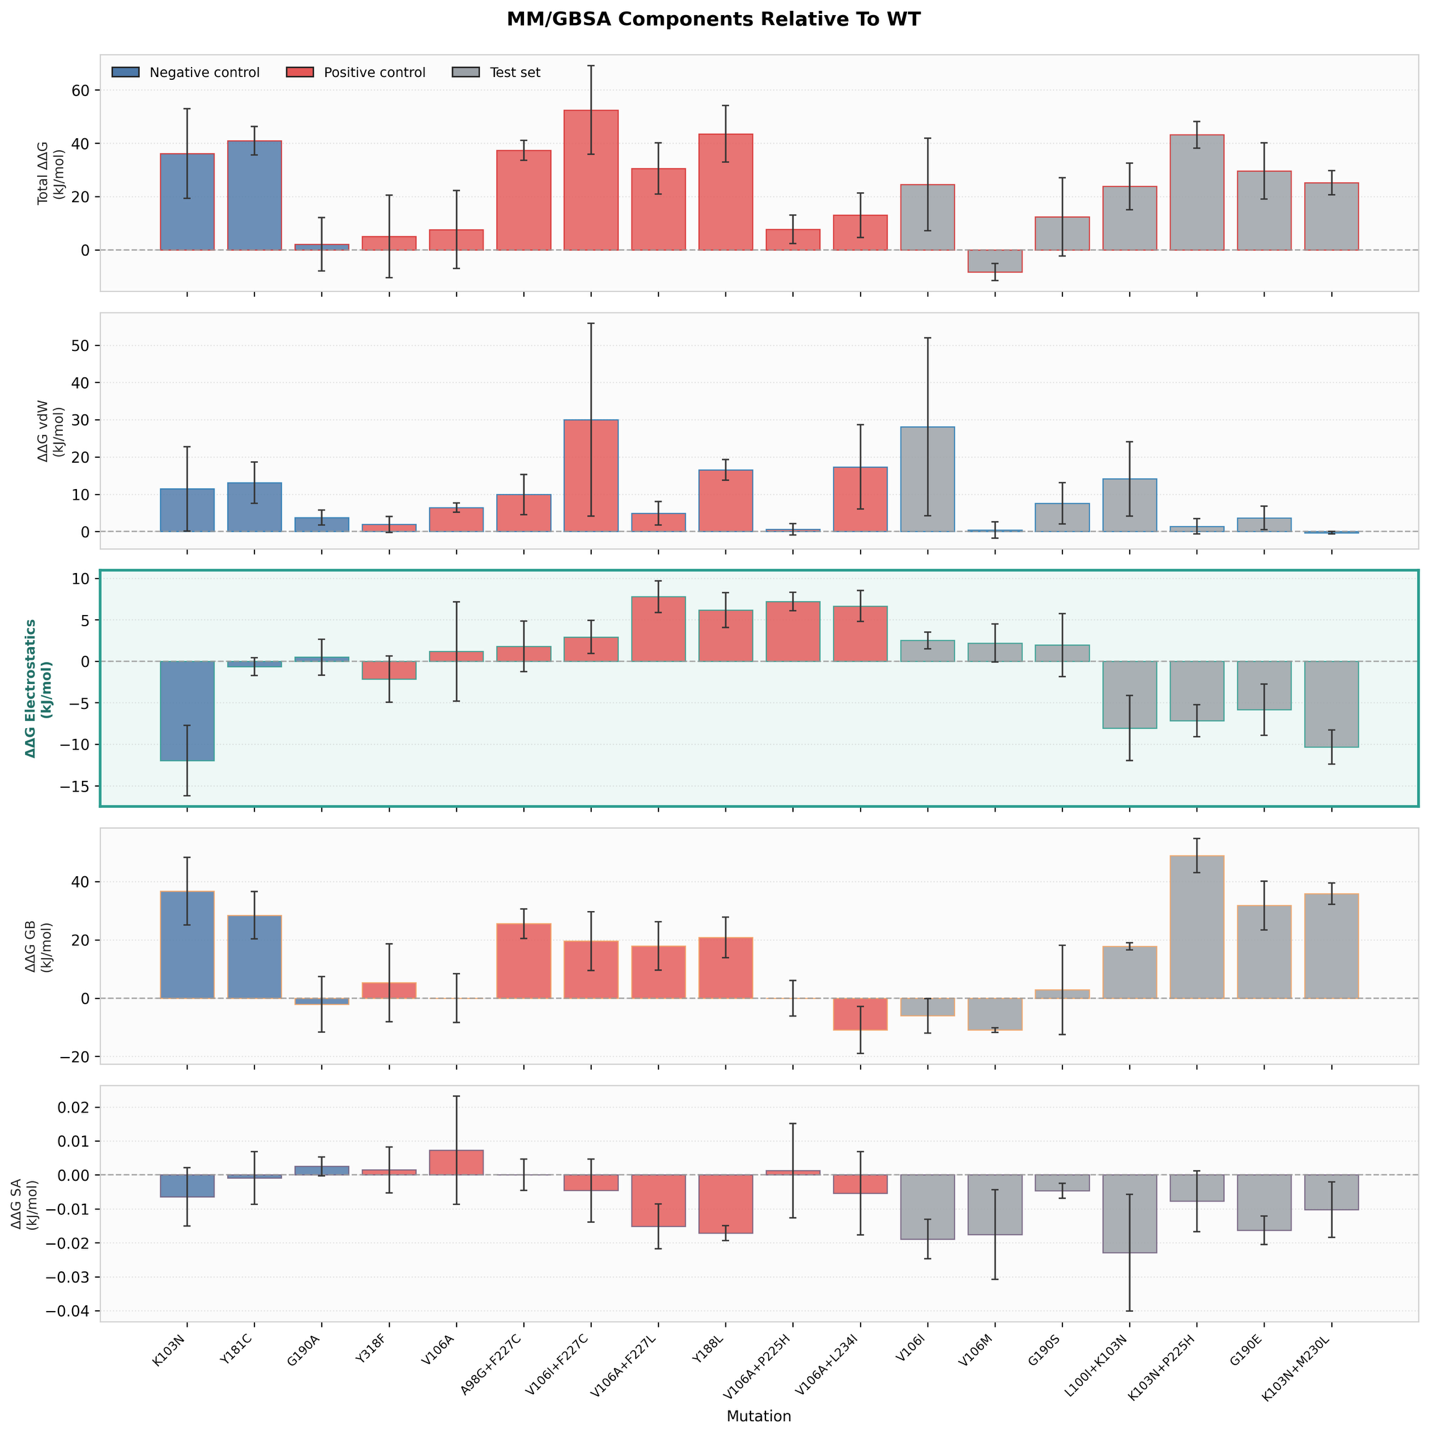 MM/GBSA Components Relative To WT
Negative control
Positive control
Test set
Total ΔΔG
(kJ/mol)
60
40
20
0
ΔΔG vdW
(kJ/mol)
50
40
30
20
10
0
ΔΔG Electrostatics
(kJ/mol)
10
5
0
−5
−10
−15
ΔΔG GB
(kJ/mol)
40
20
0
−20
ΔΔG SA
(kJ/mol)
0.02
0.01
0.00
−0.01
−0.02
−0.03
−0.04
K103N
Y181C
G190A
Y318F
V106A
A98G+F227C
V106I+F227C
V106A+F227L
Y188L
V106A+P225H
V106A+L234I
V106I
V106M
G190S
L100I+K103N
K103N+P225H
G190E
K103N+M230L
Mutation